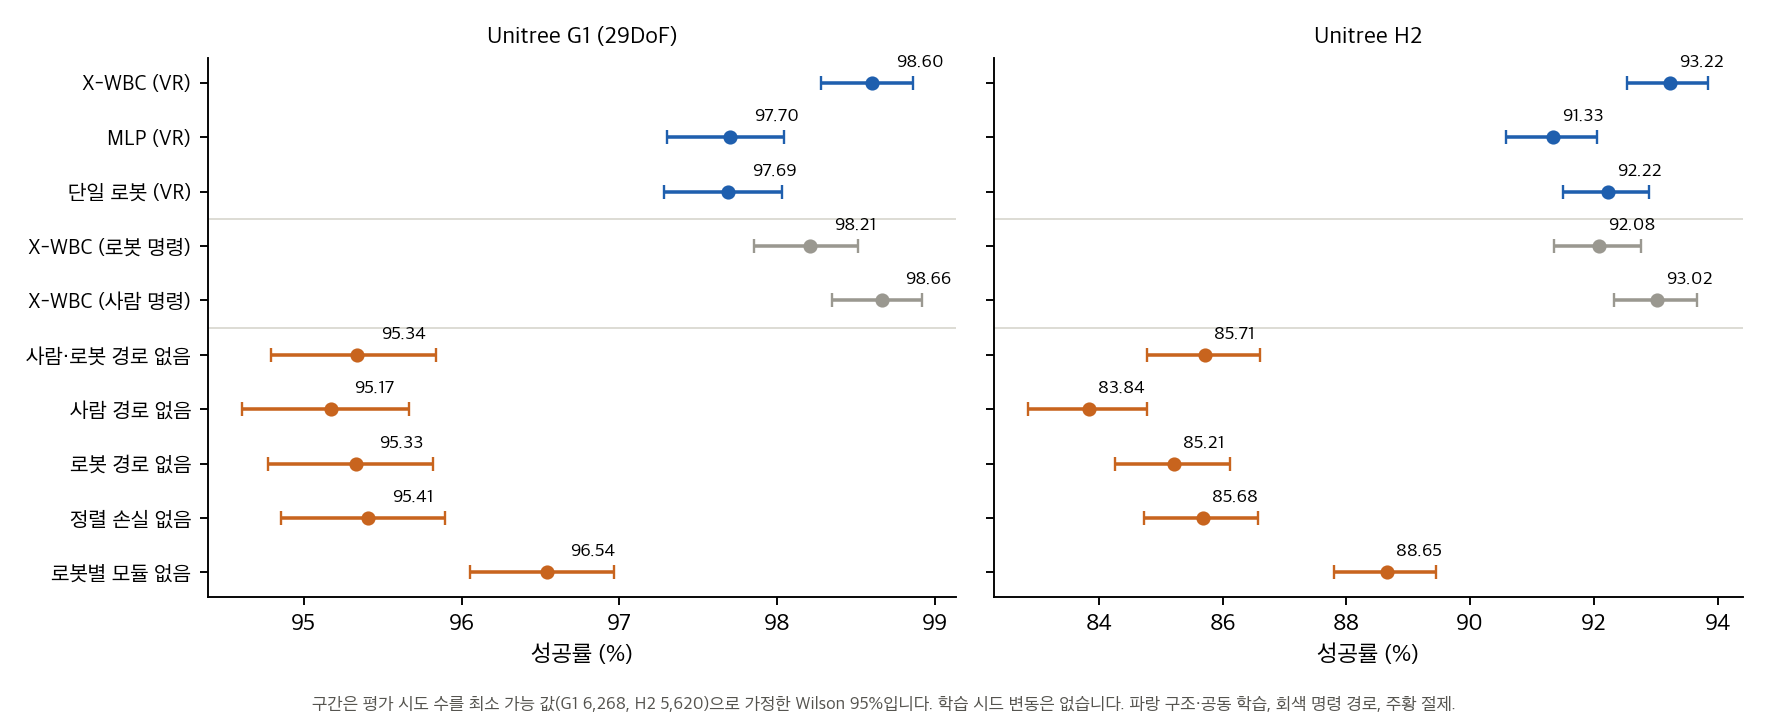 Unitree G1 (29DoF)
Unitree H2
X-WBC (VR)
98.60
93.22
MLP (VR)
97.70
91.33
단일 로봇 (VR)
97.69
92.22
X-WBC (로봇 명령)
98.21
92.08
X-WBC (사람 명령)
98.66
93.02
사람·로봇 경로 없음
95.34
85.71
사람 경로 없음
95.17
83.84
로봇 경로 없음
95.33
85.21
정렬 손실 없음
95.41
85.68
로봇별 모듈 없음
96.54
88.65
95 96 97 98 99
84 86 88 90 92 94
성공률 (%)
성공률 (%)
구간은 평가 시도 수를 최소 가능 값(G1 6,268, H2 5,620)으로 가정한 Wilson 95%입니다. 학습 시드 변동은 없습니다. 파랑 구조·공동 학습, 회색 명령 경로, 주황 절제.